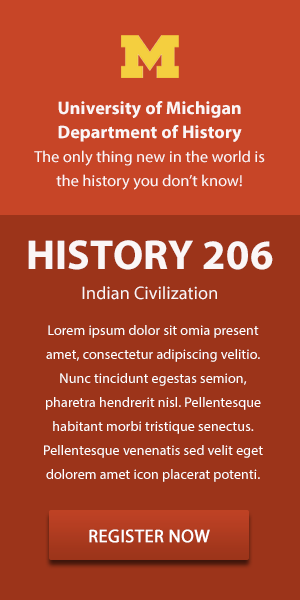 M
University of Michigan
Department of History
The only thing new in the world is
the history you don't know!
HISTORY 206
Indian Civilization
Lorem ipsum dolor sit omia present
amet, consectetur adipiscing velitio.
Nunc tincidunt egestas semion,
pharetra hendrerit nisl. Pellentesque
habitant morbi tristique senectus.
Pellentesque venenatis sed velit eget
dolorem amet icon placerat potenti.
REGISTER NOW